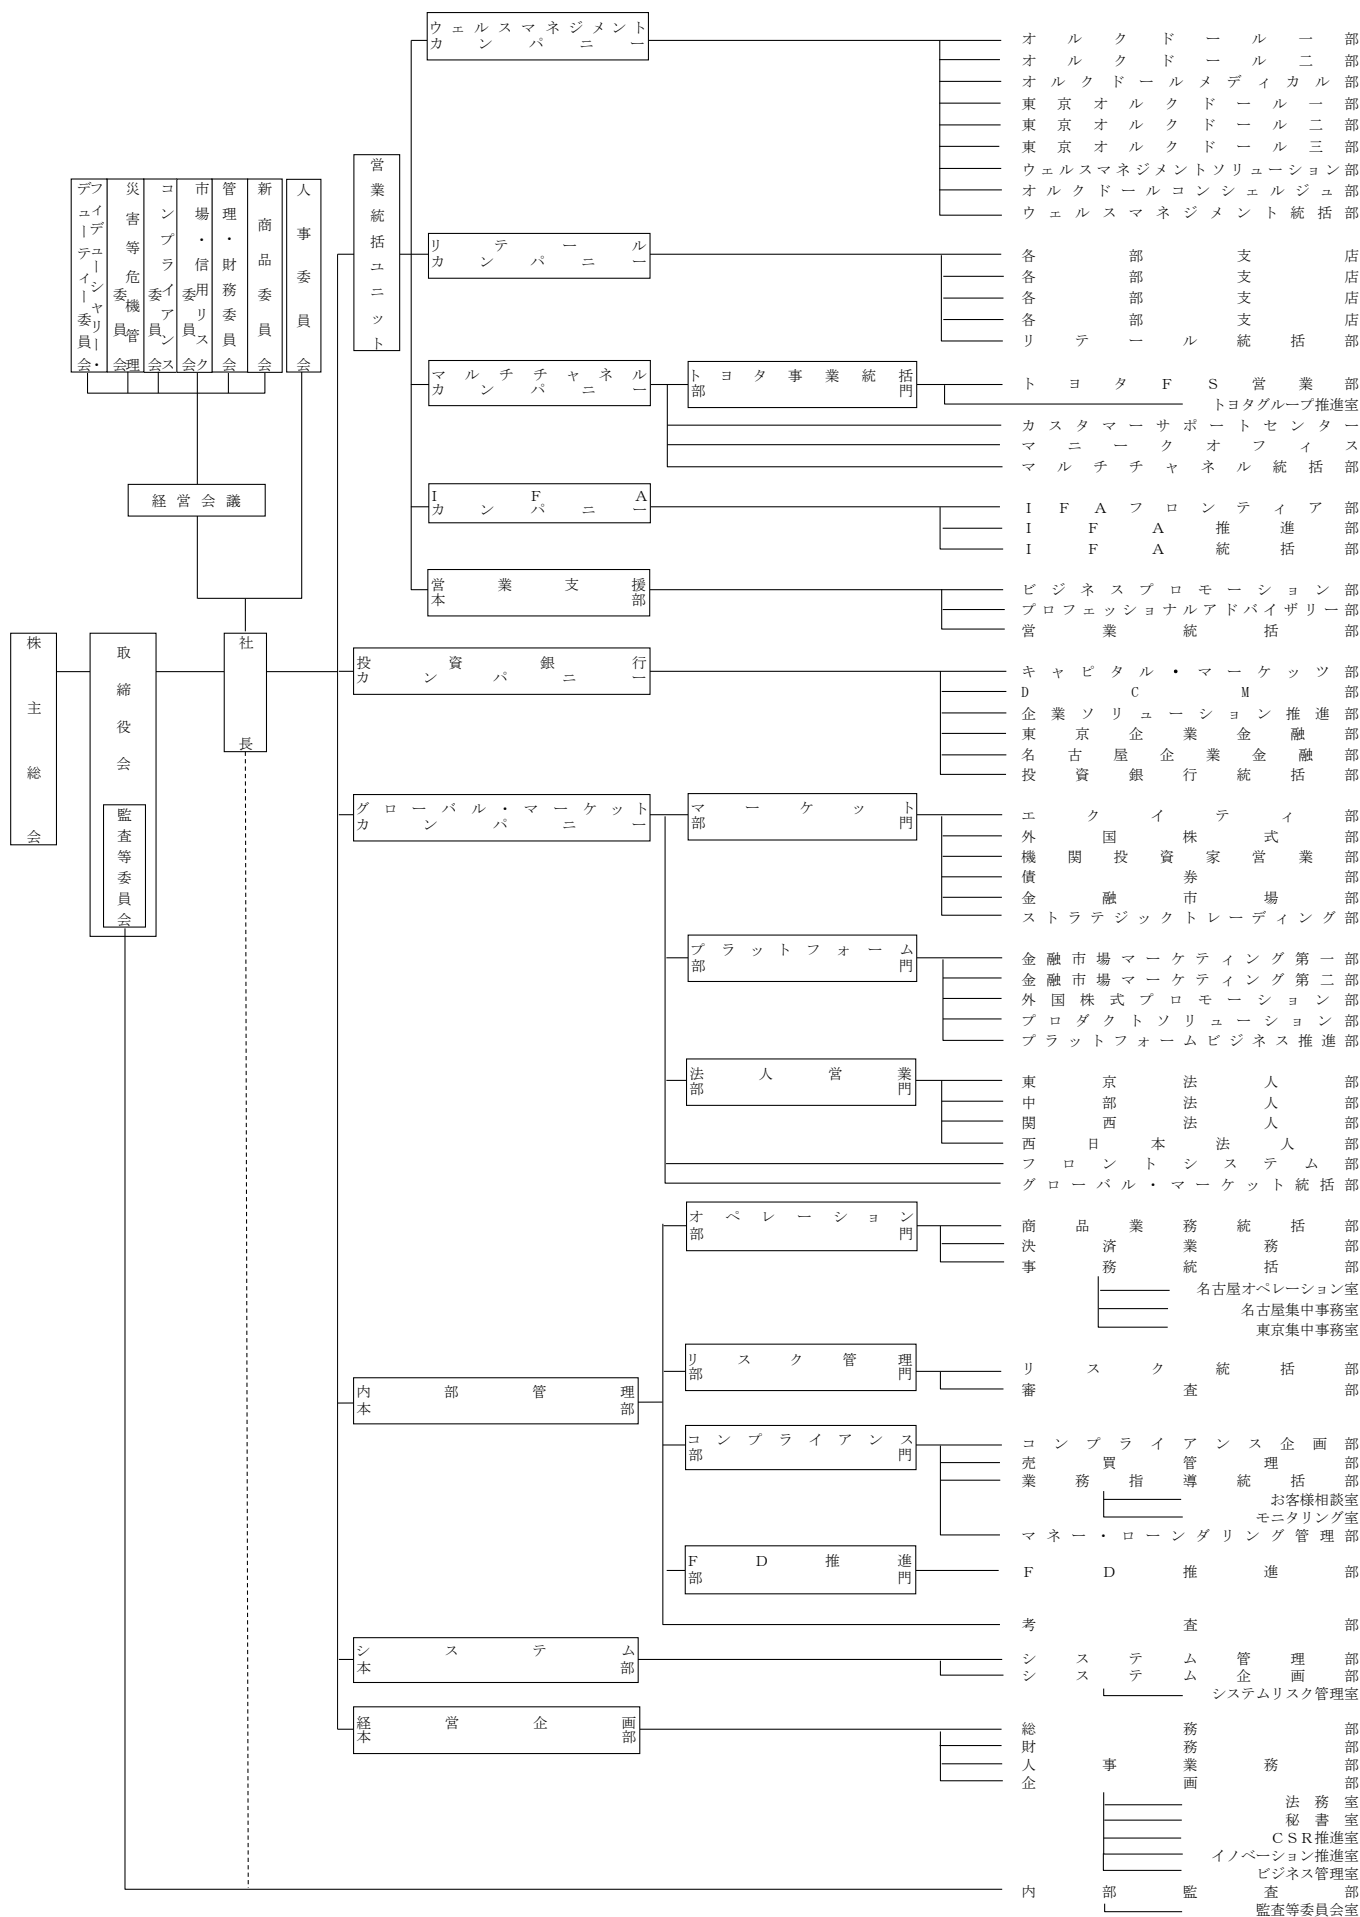 ウェルスマネジメント
カンパニー
オルクドール一部
オルクドール二部
オルクドールメディカル部
東京オルクドール一部
東京オルクドール二部
東京オルクドール三部
ウェルスマネジメントソリューション部
オルクドールコンシェルジュ部
ウェルスマネジメント統括部
営業統括ユニット
フィデューシャリー・
デューティー委員会
災害等危機管理
委員会
コンプライアンス
委員会
市場・信用リスク
委員会
管理・財務委員会
新商品委員会
人事委員会
リテール
カンパニー
各部支店
各部支店
各部支店
各部支店
リテール統括部
マルチチャネル
カンパニー
トヨタ事業統括
部門
トヨタFS営業部
トヨタグループ推進室
カスタマーサポートセンター
マニークオフィス
マルチチャネル統括部
経営会議
IFA
カンパニー
IFAフロンティア部
IFA推進部
IFA統括部
営業支援
本部
ビジネスプロモーション部
プロフェッショナルアドバイザリー部
営業統括部
株主総会
取締役会
監査等委員会
社長
投資銀行
カンパニー
キャピタル・マーケッツ部
DCM部
企業ソリューション推進部
東京企業金融部
名古屋企業金融部
投資銀行統括部
グローバル・マーケット
カンパニー
マーケット
部門
エクイティ部
外国株式部
機関投資家営業部
債券部
金融市場部
ストラテジックトレーディング部
プラットフォーム
部門
金融市場マーケティング第一部
金融市場マーケティング第二部
外国株式プロモーション部
プロダクトソリューション部
プラットフォームビジネス推進部
法人営業
部門
東京法人部
中部法人部
関西法人部
西日本法人部
フロントシステム部
グローバル・マーケット統括部
オペレーション
部門
商品業務統括部
決済業務部
事務統括部
名古屋オペレーション室
名古屋集中事務室
東京集中事務室
内部管理
本部
リスク管理
部門
リスク統括部
審査部
コンプライアンス
部門
コンプライアンス企画部
売買管理部
業務指導統括部
お客様相談室
モニタリング室
マネー・ローンダリング管理部
FD推進
部門
FD推進部
考査部
システム
本部
システム管理部
システム企画部
システムリスク管理室
経営企画
本部
総務部
財務部
人事業務部
企画部
法務室
秘書室
CSR推進室
イノベーション推進室
ビジネス管理室
内部監査部
監査等委員会室